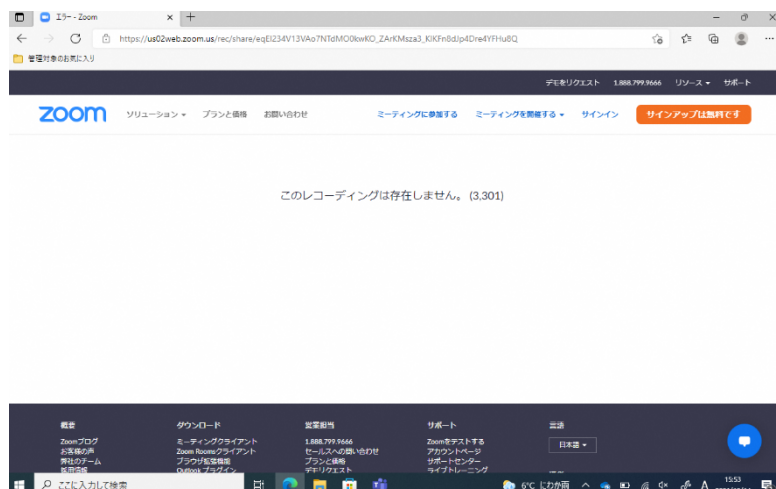 エラー - Zoom
https://us02web.zoom.us/rec/share/
管理対象のお気に入り
デモをリクエスト 1.888.799.9666 リソース サポート
zoom ソリューション プランと価格 お問い合わせ ミーティングに参加する ミーティングを開催する サインイン サインアップは無料です
このレコーディングは存在しません。 (3,301)
概要 ダウンロード 営業担当 サポート 言語
Zoomブログ ミーティングクライアント 1.888.799.9666 Zoomをテストする
お客様の声 Zoom Roomsクライアント セールスへの問い合わせ アカウントページ 日本語
弊社のチーム ブラウザ拡張機能 プランと価格 サポートセンター
採用情報 Outlook プラグイン デモリクエスト ライブトレーニング
ここに入力して検索 6°C にわか雨 A 15:53